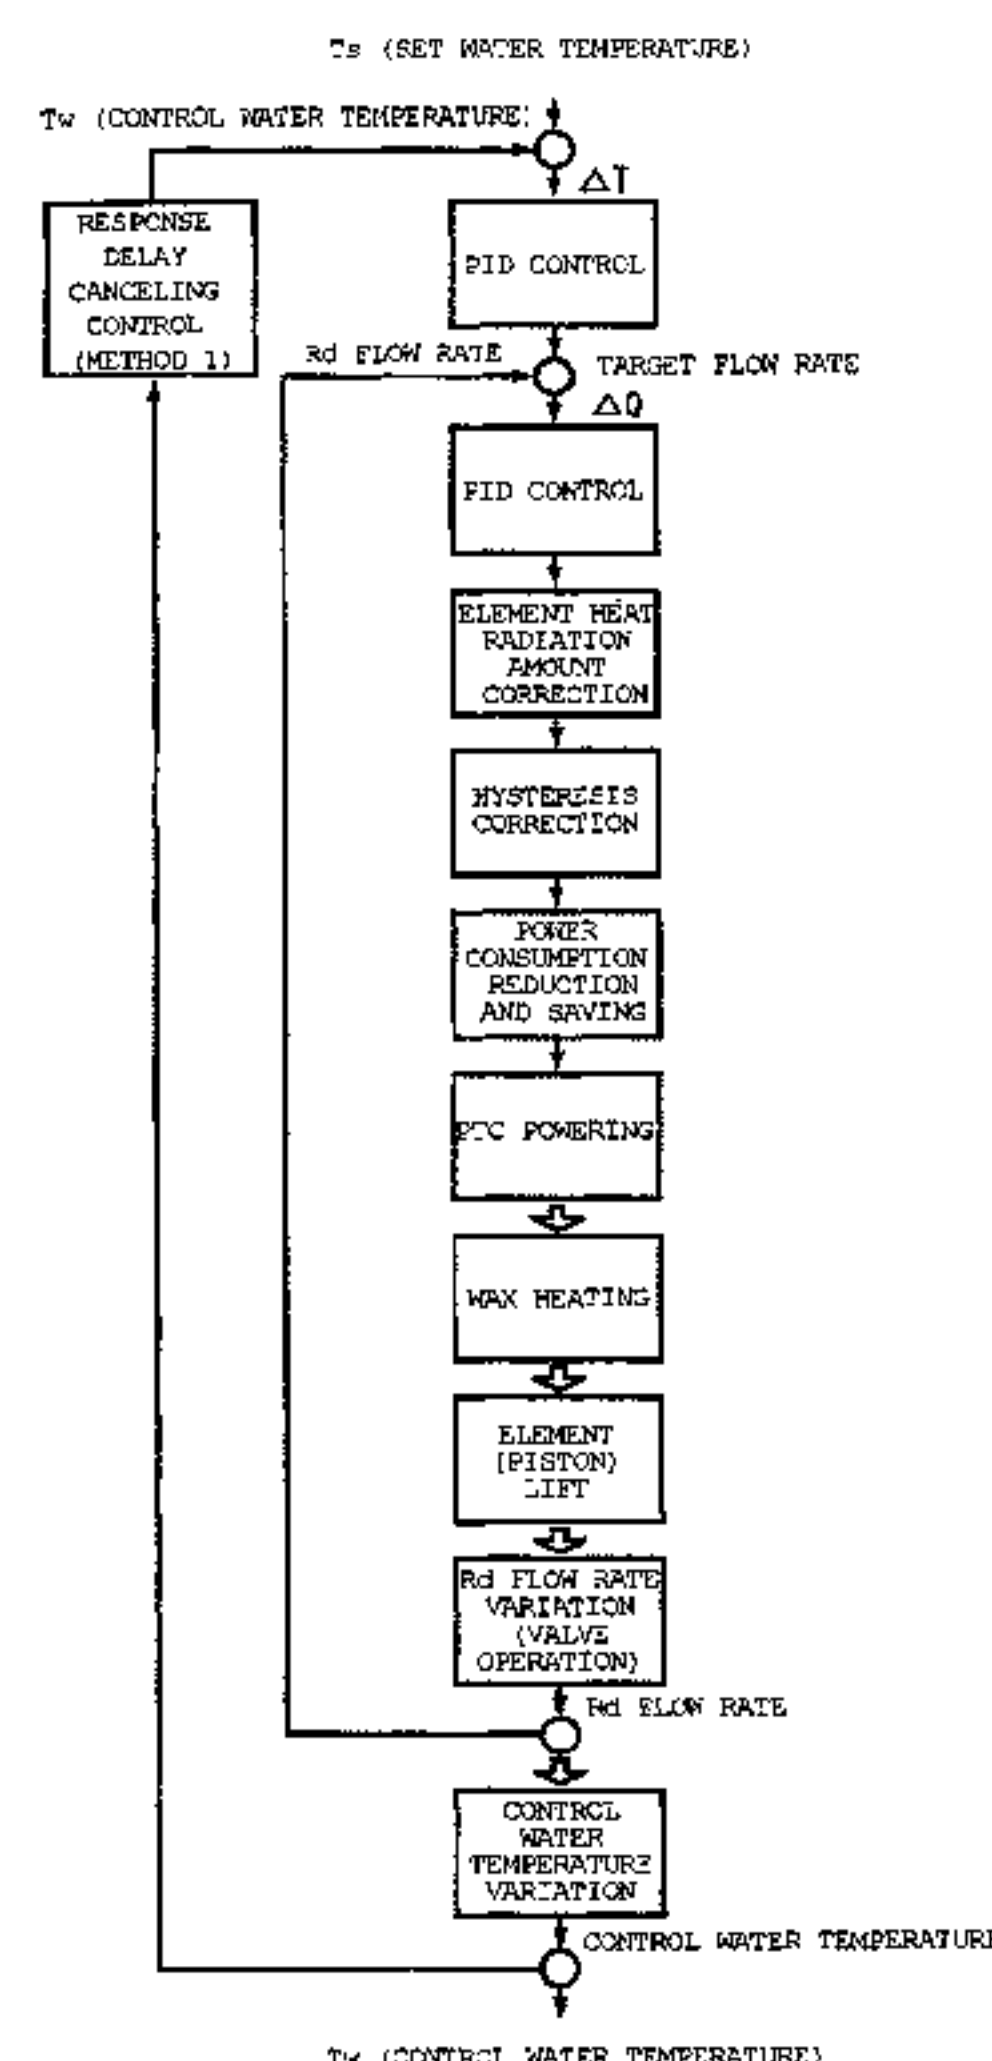 Ts (SET WATER TEMPERATURE)
Tw (CONTROL WATER TEMPERATURE)
ΔT
RESPONSE
DELAY
CANCELING
CONTROL
(METHOD 1)
PID CONTROL
Rd FLOW RATE
TARGET FLOW RATE
ΔQ
PID CONTROL
ELEMENT HEAT
RADIATION
AMOUNT
CORRECTION
HYSTERESIS
CORRECTION
POWER
CONSUMPTION
REDUCTION
AND SAVING
PTC POWERING
WAX HEATING
ELEMENT
(PISTON)
LIFT
Rd FLOW RATE
VARIATION
(VALVE
OPERATION)
Rd FLOW RATE
CONTROL
WATER
TEMPERATURE
VARIATION
CONTROL WATER TEMPERATURE
Tw (CONTROL WATER TEMPERATURE)